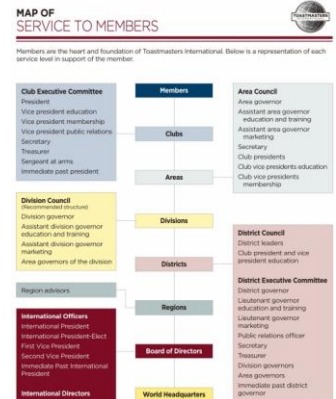 MAP OF
SERVICE TO MEMBERS
TOASTMASTERS
Members are the heart and foundation of Toastmasters International. Below is a representation of each
service level in support of the member.
Club Executive Committee
President
Vice president education
Vice president membership
Vice president public relations
Secretary
Treasurer
Sergeant at arms
Immediate past president
Members
Clubs
Areas
Area Council
Area governor
Assistant area governor
education and training
Assistant area governor
marketing
Secretary
Club presidents
Club vice presidents education
Club vice presidents
membership
Division Council
(Recommended structure)
Division governor
Assistant division governor
education and training
Assistant division governor
marketing
Area governors of the division
Divisions
Districts
District Council
District leaders
Club president and vice
president education
District Executive Committee
District governor
Lieutenant governor
education and training
Lieutenant governor
marketing
Public relations officer
Secretary
Treasurer
Division governors
Area governors
Immediate past district
governor
Region advisors
Regions
International Officers
International President
International President-Elect
First Vice President
Second Vice President
Immediate Past International
President
International Directors
Board of Directors
World Headquarters